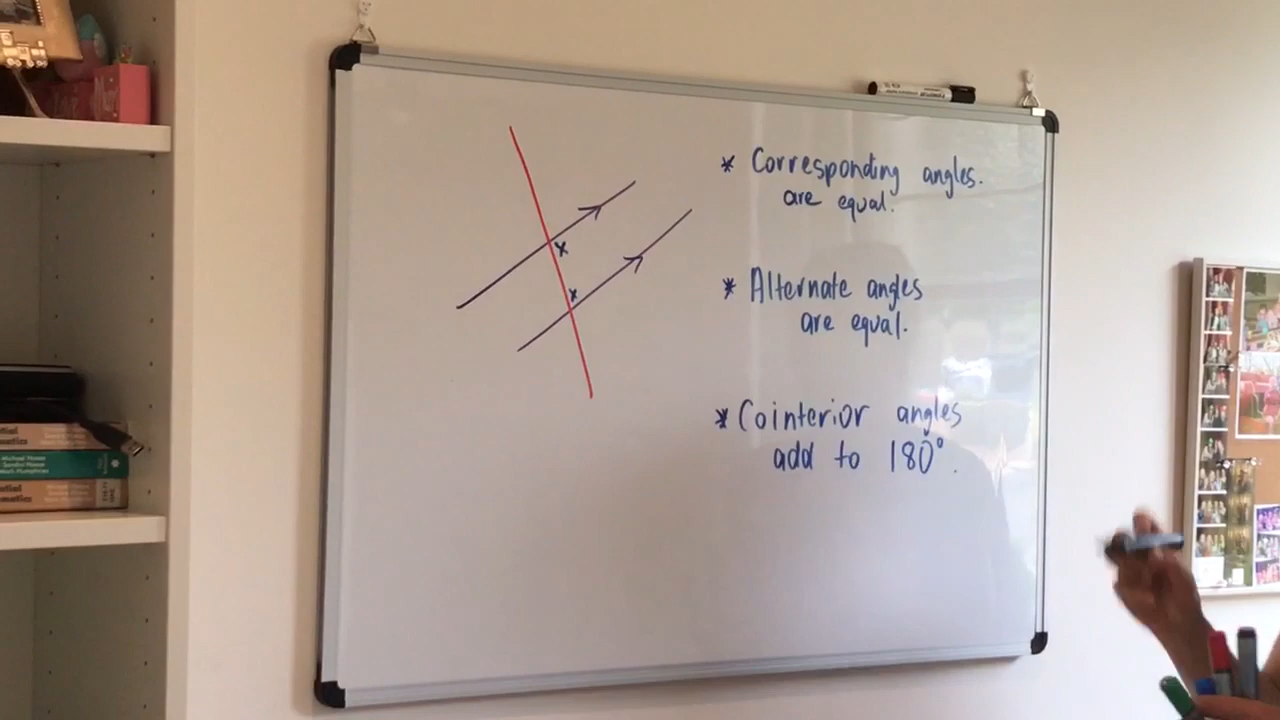 * Corresponding angles.
are equal.
* Alternate angles
are equal.
* Cointerior angles
add to 180°.
x
x